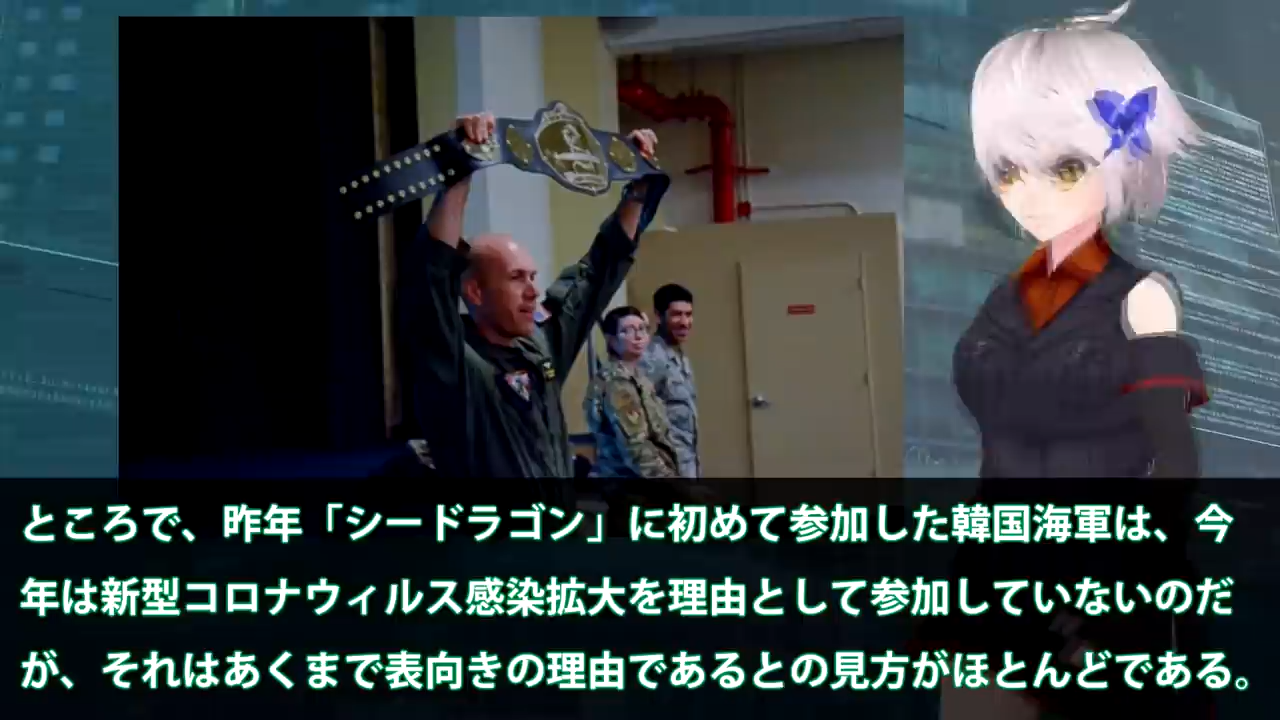 ところで、昨年「シードラゴン」に初めて参加した韓国海軍は、今
年は新型コロナウィルス感染拡大を理由として参加していないのだ
が、それはあくまで表向きの理由であるとの見方がほとんどである。